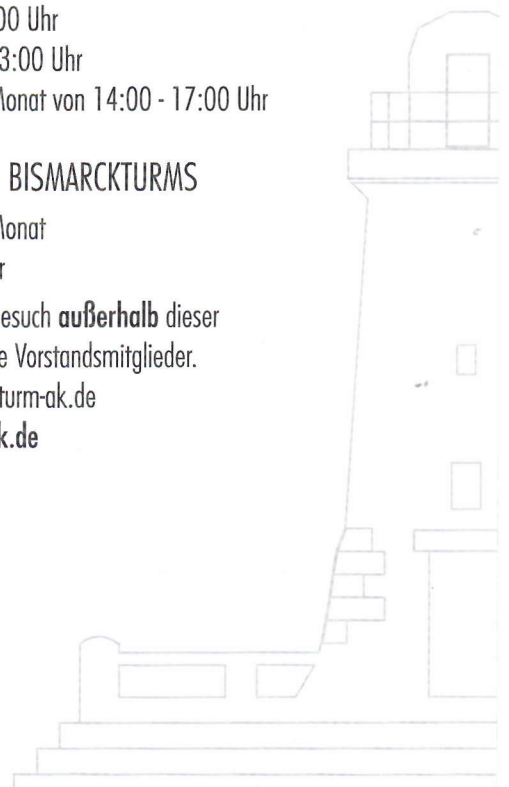 00 Uhr
3:00 Uhr
Monat von 14:00 - 17:00 Uhr
BISMARCKTURMS
Monat
r
esuch außerhalb dieser
e Vorstandsmitglieder.
turm-ak.de
k.de